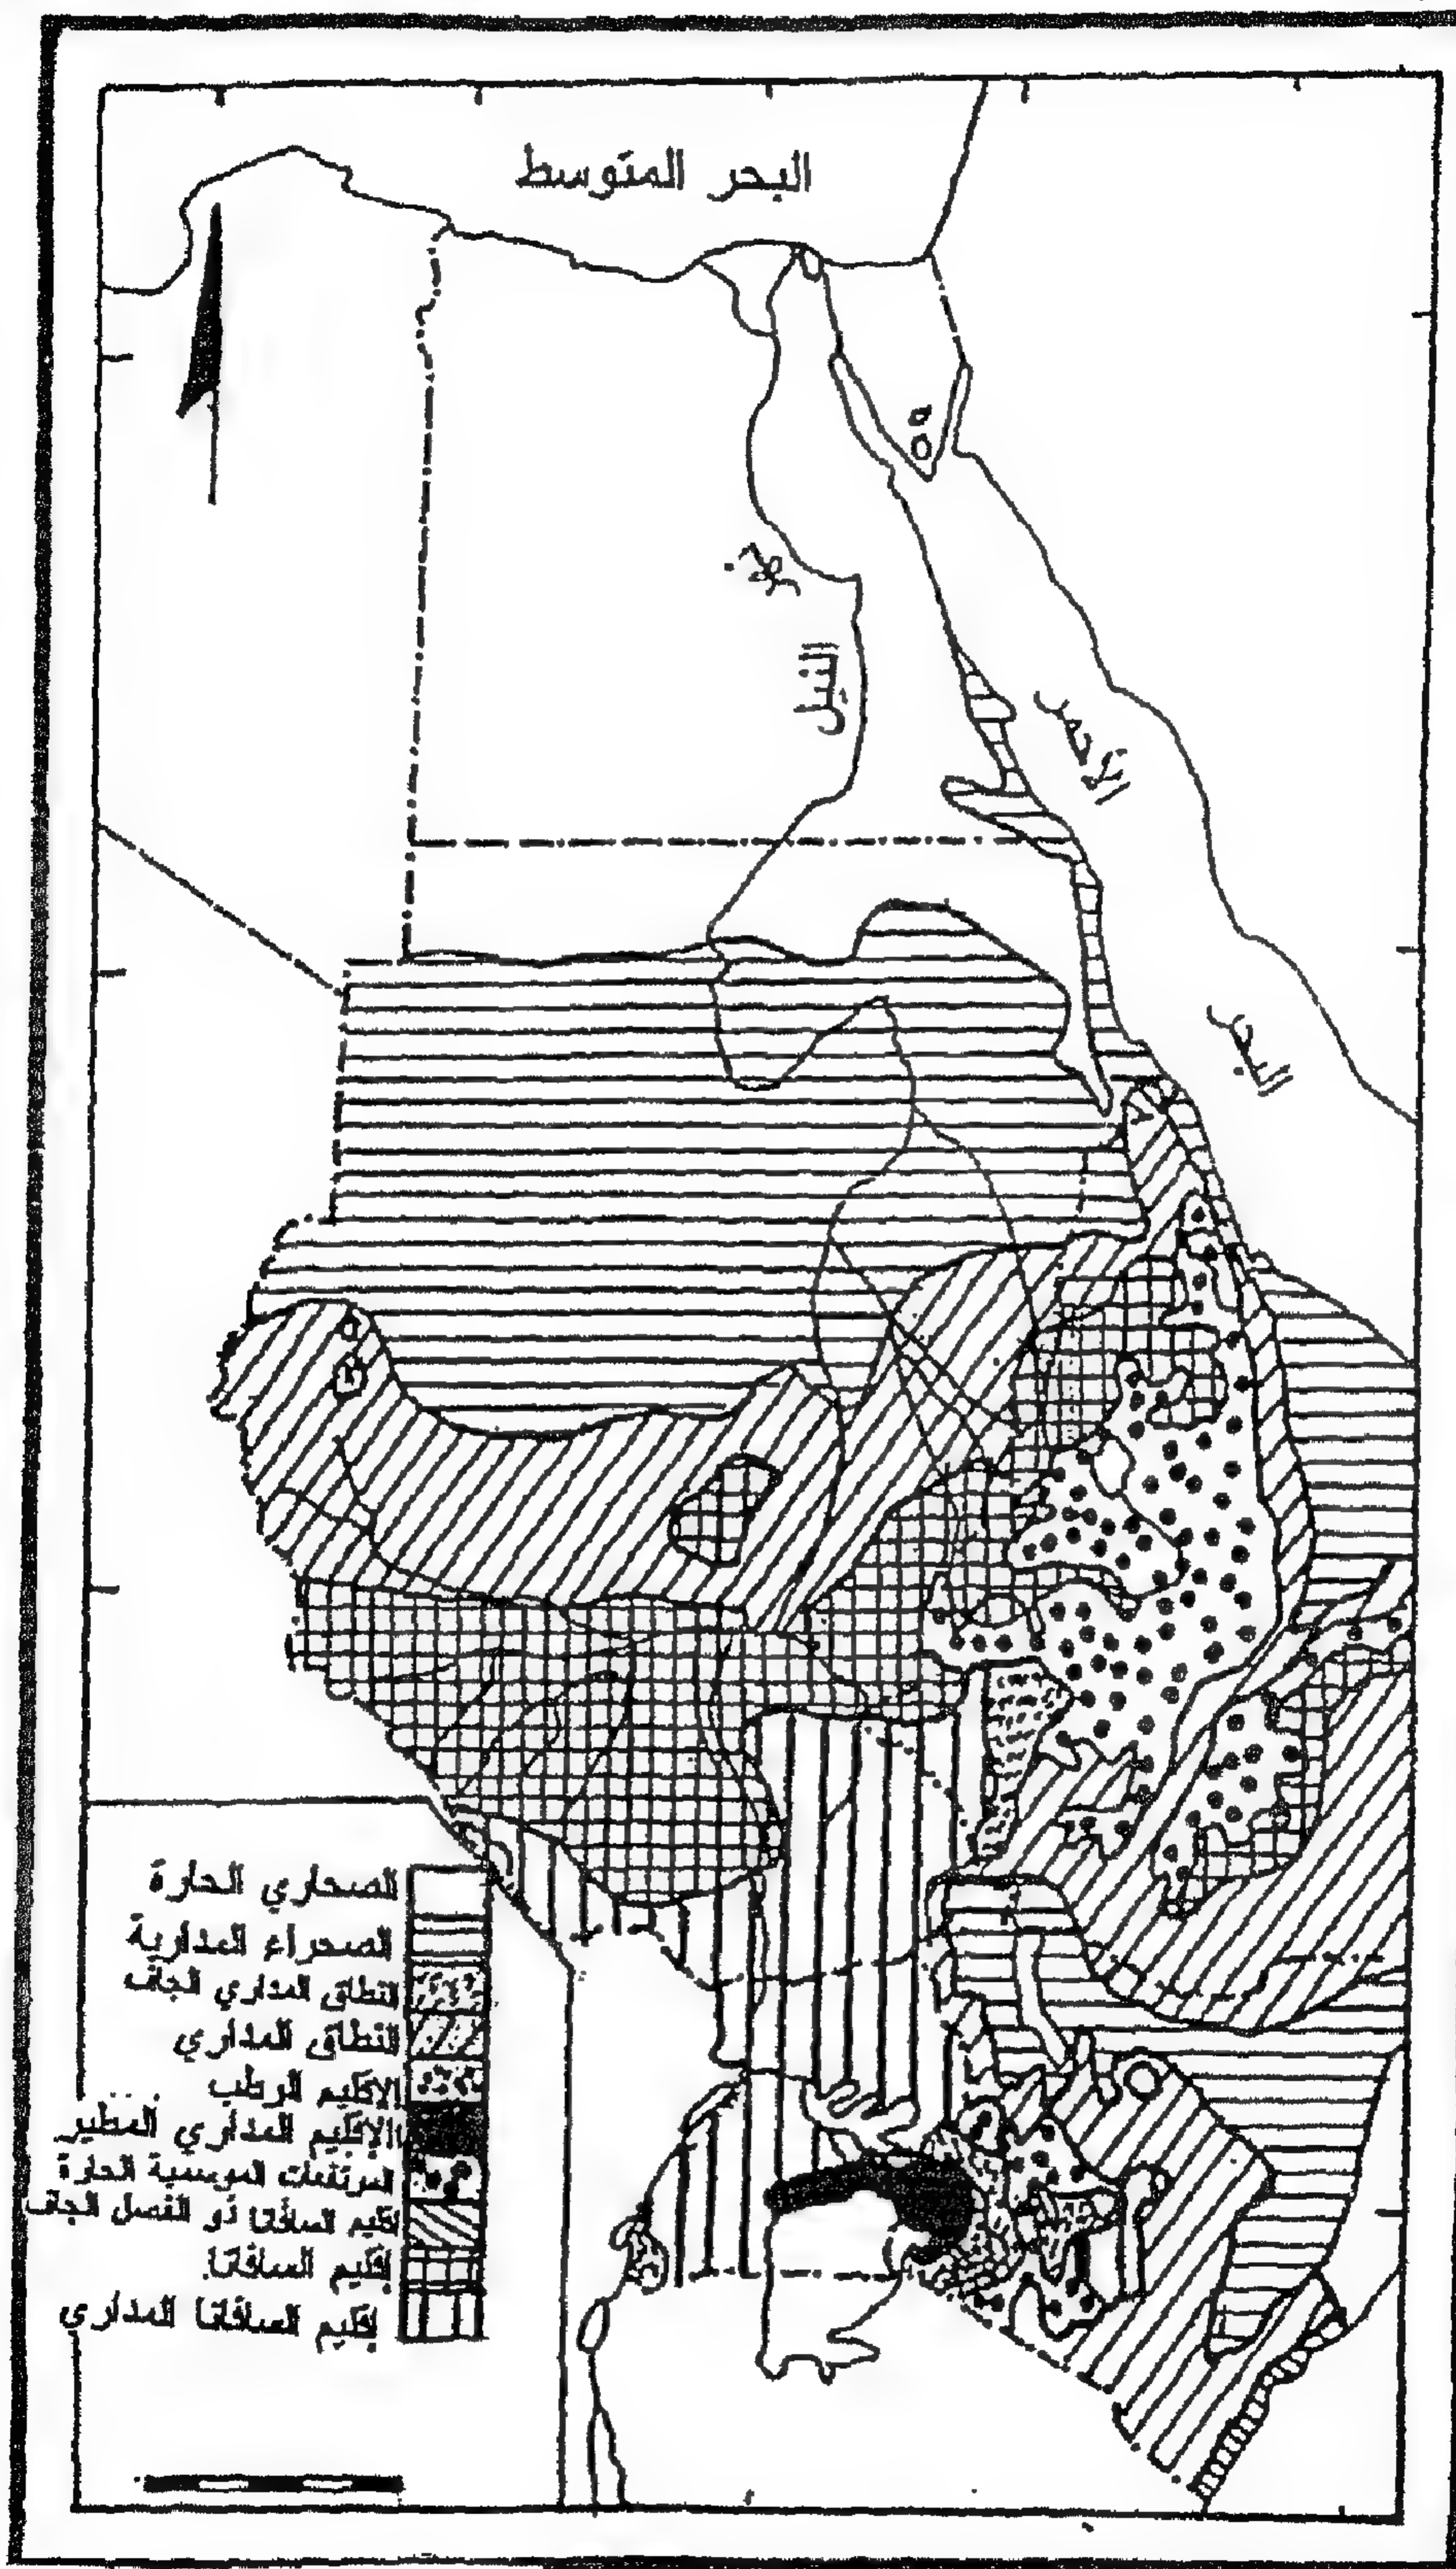 البحر المتوسط
نهر
النيل
البحر
الأحمر
الصحاري الحارة
الصحراء المدارية
النطاق المداري الجاف
النطاق المداري
الإقليم الرطب
الإقليم المداري المطير
المرتفعات الموسمية الحارة
إقليم السافانا ذو الفصل الجاف
إقليم السافانا
إقليم السافانا المداري